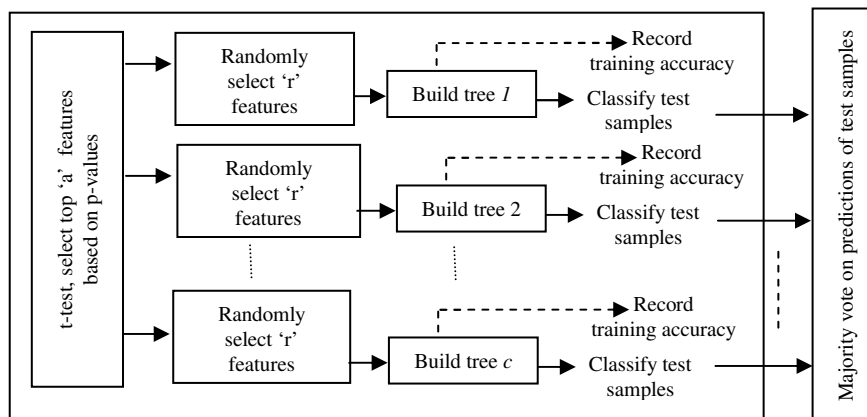 t-test, select top ‘a’ features
based on p-values
Randomly
select ‘r’
features
Build tree 1
Record
training accuracy
Classify test
samples
Randomly
select ‘r’
features
Build tree 2
Record
training accuracy
Classify test
samples
Randomly
select ‘r’
features
Build tree c
Record
training accuracy
Classify test
samples
Majority vote on predictions of test samples